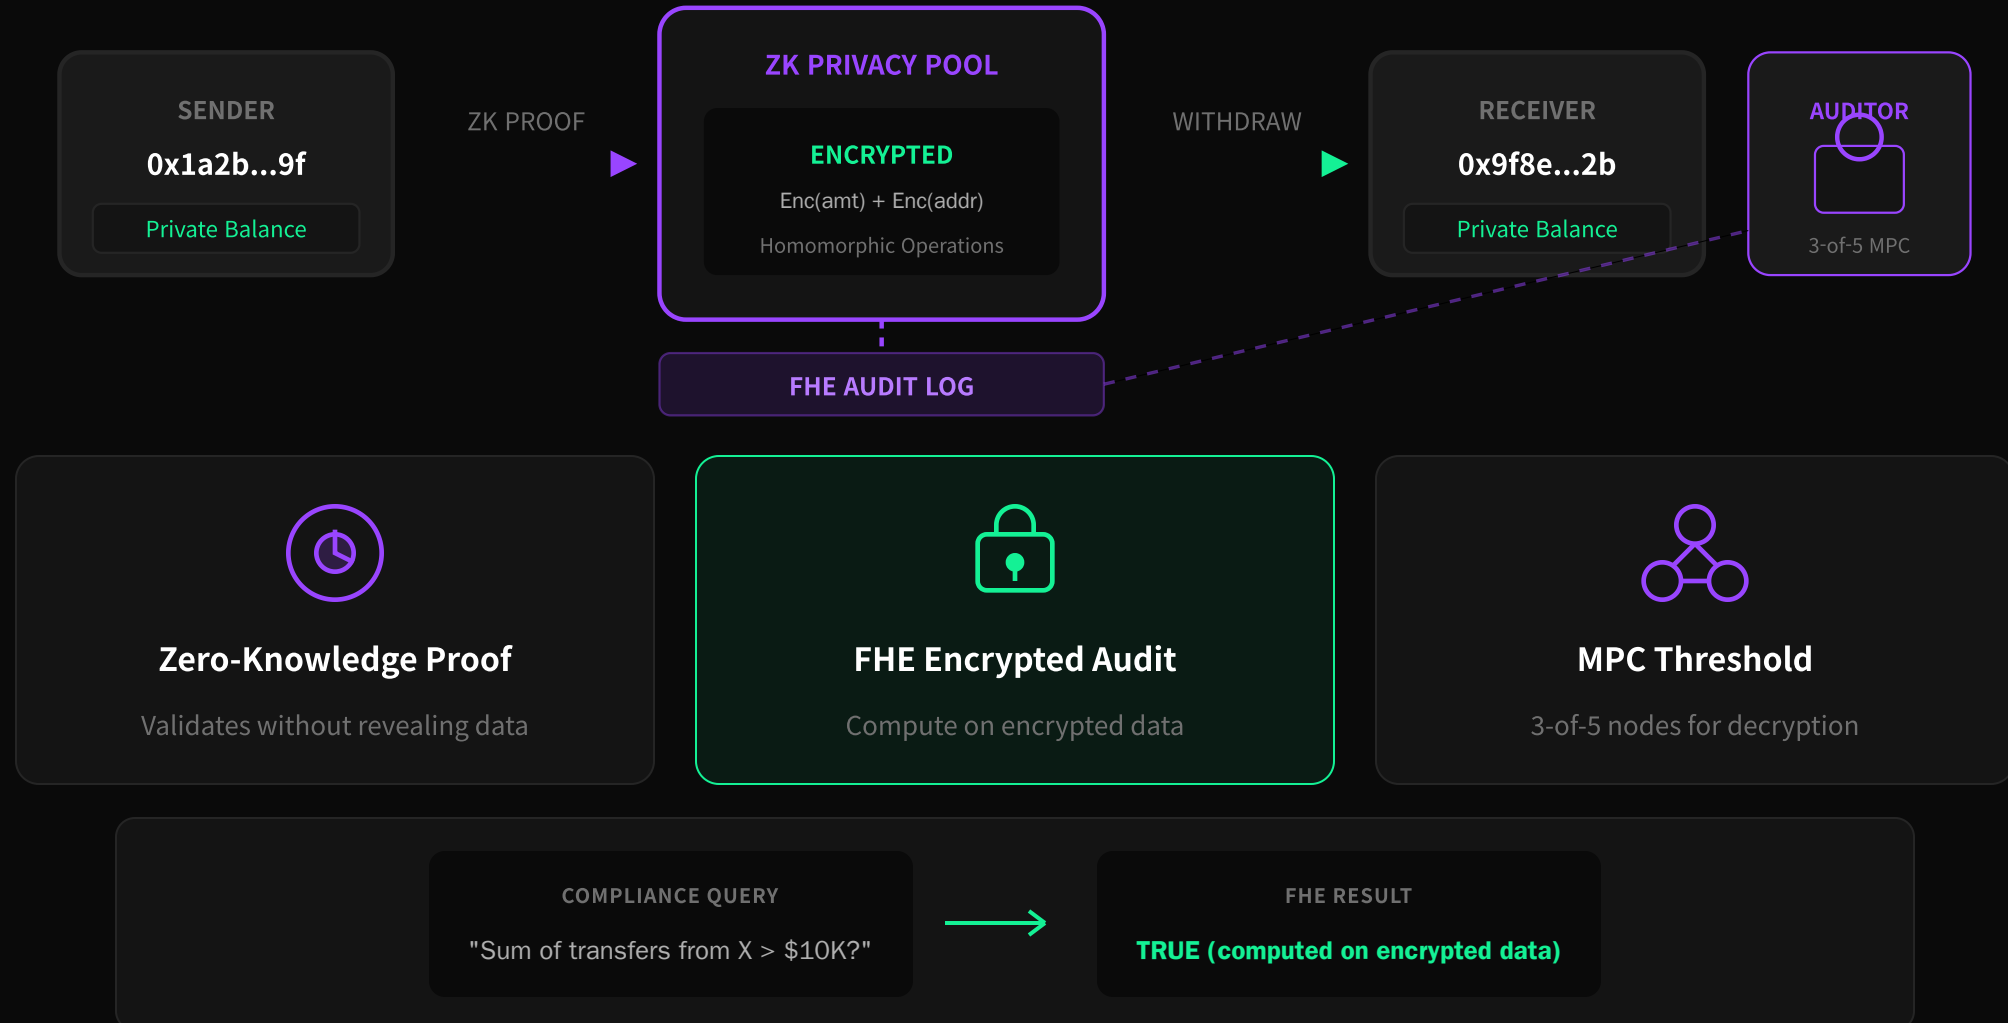 SENDER
0x1a2b...9f
Private Balance
ZK PROOF
ZK PRIVACY POOL
ENCRYPTED
Enc(amt) + Enc(addr)
Homomorphic Operations
WITHDRAW
RECEIVER
0x9f8e...2b
Private Balance
AUDITOR
3-of-5 MPC
FHE AUDIT LOG
Zero-Knowledge Proof
Validates without revealing data
FHE Encrypted Audit
Compute on encrypted data
MPC Threshold
3-of-5 nodes for decryption
COMPLIANCE QUERY
"Sum of transfers from X > $10K?"
FHE RESULT
TRUE (computed on encrypted data)